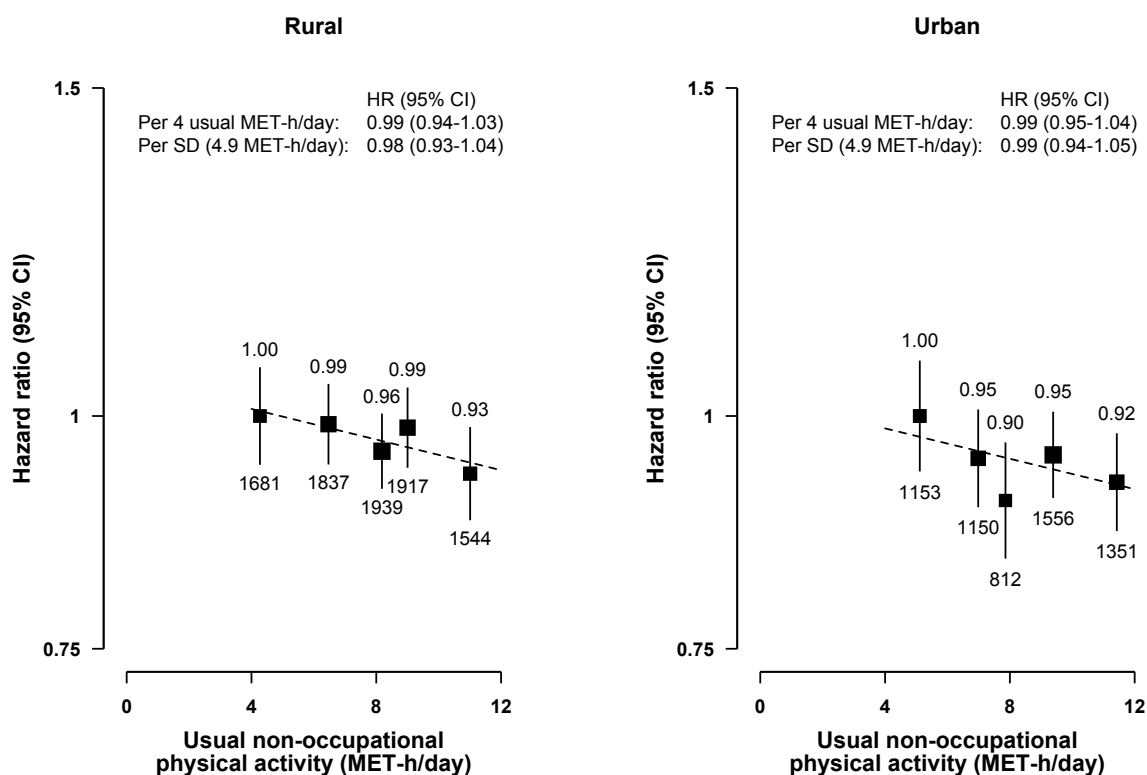 Rural
HR (95% CI)
Per 4 usual MET-h/day: 0.99 (0.94-1.03)
Per SD (4.9 MET-h/day): 0.98 (0.93-1.04)
Hazard ratio (95% CI)
1.5
1
0.75
1.00
0.99
0.96
0.99
0.93
1681
1837
1939
1917
1544
0
4
8
12
Usual non-occupational
physical activity (MET-h/day)
Urban
HR (95% CI)
Per 4 usual MET-h/day: 0.99 (0.95-1.04)
Per SD (4.9 MET-h/day): 0.99 (0.94-1.05)
Hazard ratio (95% CI)
1.5
1
0.75
1.00
0.95
0.90
0.95
0.92
1153
1150
812
1556
1351
0
4
8
12
Usual non-occupational
physical activity (MET-h/day)